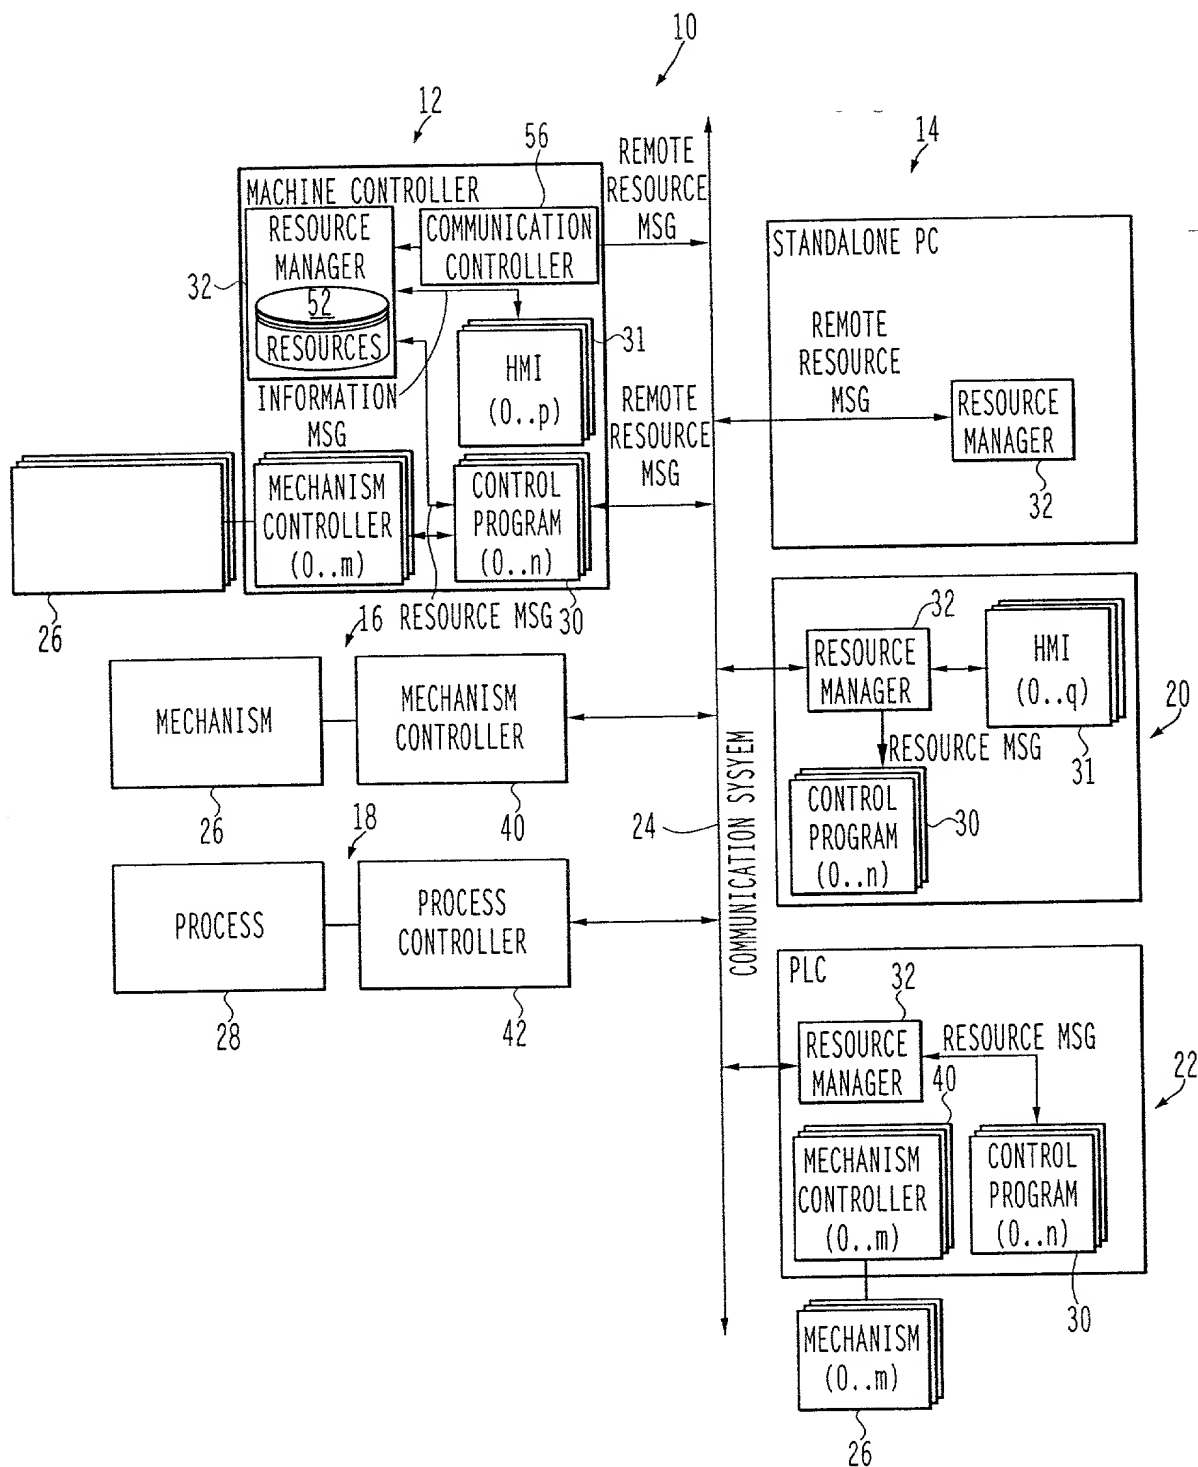 10
12
56
REMOTE
RESOURCE
MSG
14
MACHINE CONTROLLER
RESOURCE
MANAGER
COMMUNICATION
CONTROLLER
32
52
RESOURCES
HMI
(0..p)
31
INFORMATION
MSG
REMOTE
RESOURCE
MSG
MECHANISM
CONTROLLER
(0..m)
CONTROL
PROGRAM
(0..n)
26
16
RESOURCE MSG
30
STANDALONE PC
REMOTE
RESOURCE
MSG
RESOURCE
MANAGER
32
MECHANISM
MECHANISM
CONTROLLER
26
40
18
PROCESS
PROCESS
CONTROLLER
28
42
24
COMMUNICATION SYSYEM
32
RESOURCE
MANAGER
HMI
(0..q)
20
RESOURCE MSG
31
CONTROL
PROGRAM
(0..n)
30
PLC
32
RESOURCE
MANAGER
RESOURCE MSG
40
22
MECHANISM
CONTROLLER
(0..m)
CONTROL
PROGRAM
(0..n)
30
MECHANISM
(0..m)
26